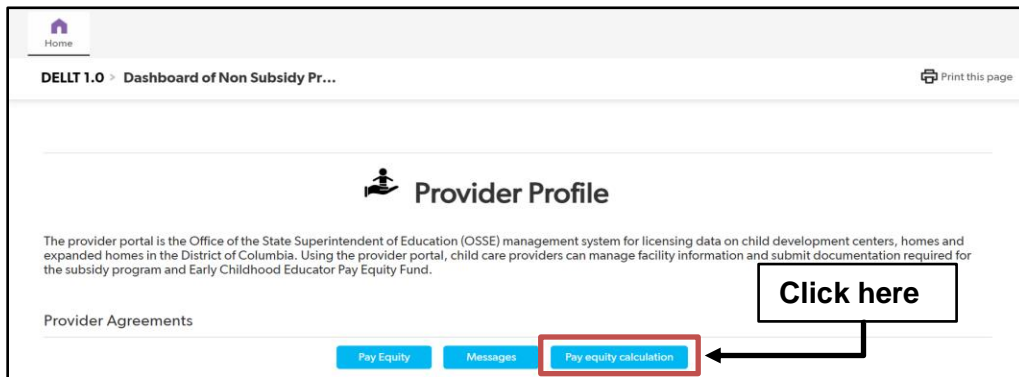 Home
DELLT 1.0 > Dashboard of Non Subsidy Pr...
Print this page
Provider Profile
The provider portal is the Office of the State Superintendent of Education (OSSE) management system for licensing data on child development centers, homes and
expanded homes in the District of Columbia. Using the provider portal, child care providers can manage facility information and submit documentation required for
the subsidy program and Early Childhood Educator Pay Equity Fund.
Click here
Provider Agreements
Pay Equity Messages Pay equity calculation